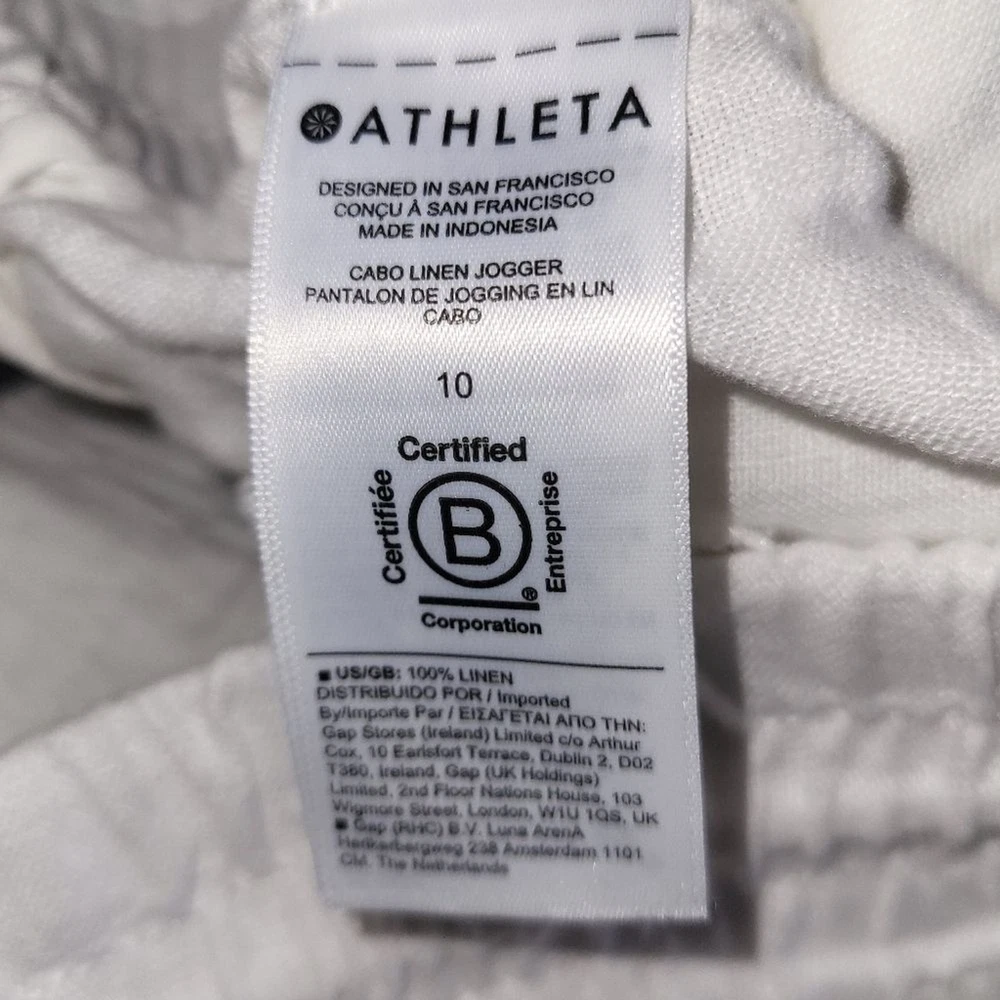 ATHLETA
DESIGNED IN SAN FRANCISCO
CONÇU À SAN FRANCISCO
MADE IN INDONESIA
CABO LINEN JOGGER
PANTALON DE JOGGING EN LIN
CABO
10
Certified
Certifiée
B
Entreprise
®
Corporation
■ US/GB: 100% LINEN
DISTRIBUIDO POR / Imported
By/Importe Par / ΕΙΣΑΓΕΤΑΙ ΑΠΟ ΤΗΝ:
Gap Stores (Ireland) Limited c/o Arthur
Cox, 10 Earlsfort Terrace, Dublin 2, D02
T380, Ireland, Gap (UK Holdings)
Limited, 2nd Floor Nations House, 103
Wigmore Street, London, W1U 1QS, UK
■ Gap (RHC) B.V. Luna ArenA
Herikerbergweg 238 Amsterdam 1101
CM. The Netherlands